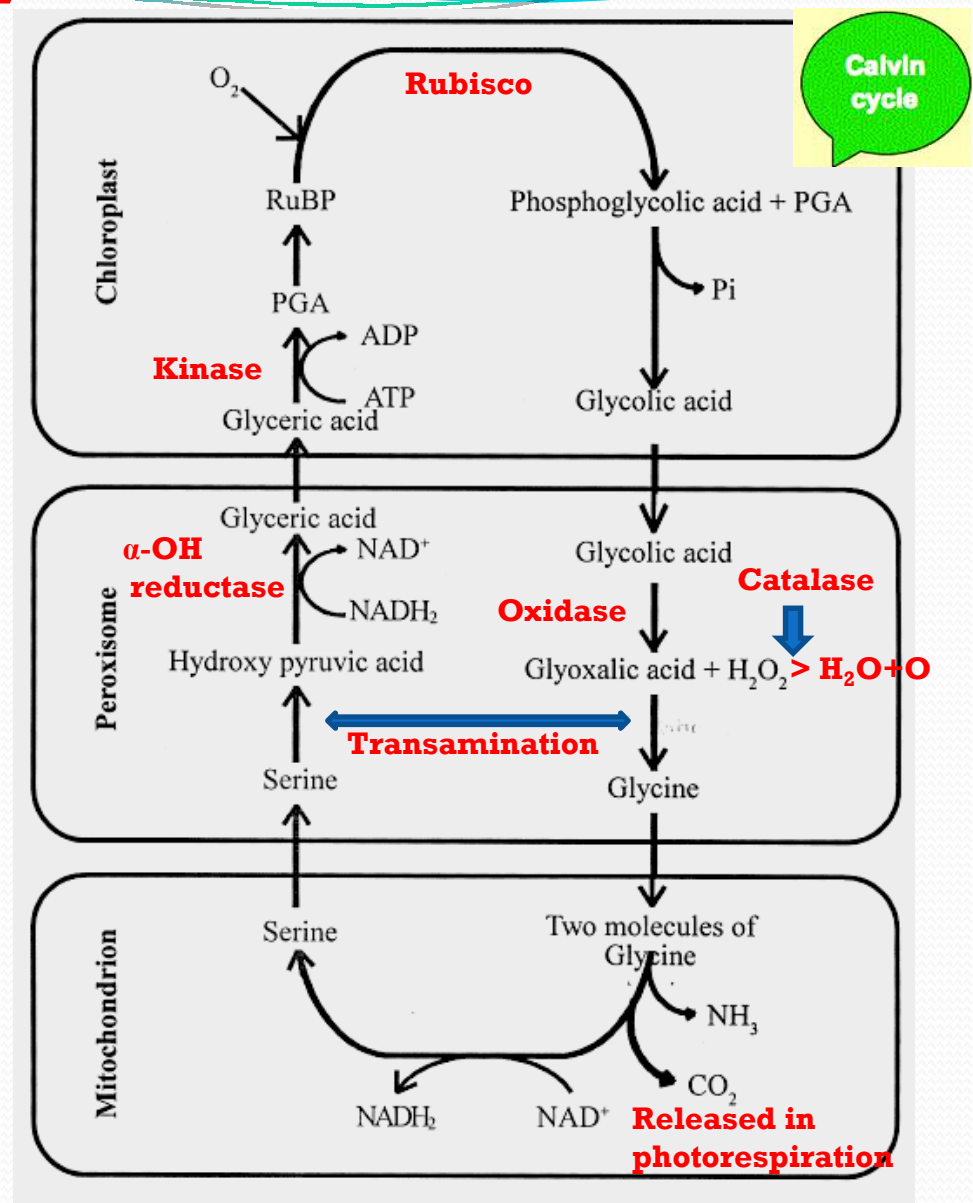 Calvin
cycle
Chloroplast
O₂
Rubisco
RuBP
Phosphoglycolic acid + PGA
Pi
PGA
ADP
Kinase
ATP
Glyceric acid
Glycolic acid
Peroxisome
Glyceric acid
α-OH
reductase
NAD⁺
NADH₂
Glycolic acid
Catalase
Oxidase
Hydroxy pyruvic acid
Glyoxalic acid + H₂O₂ > H₂O+O
Transamination
Serine
Glycine
Mitochondrion
Serine
Two molecules of
Glycine
NH₃
CO₂
NADH₂
NAD⁺
Released in
photorespiration